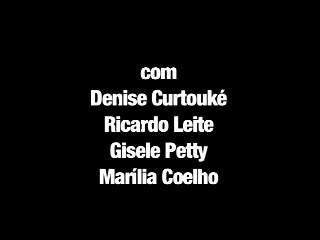 com
Denise Curtouké
Ricardo Leite
Gisele Petty
Marília Coelho